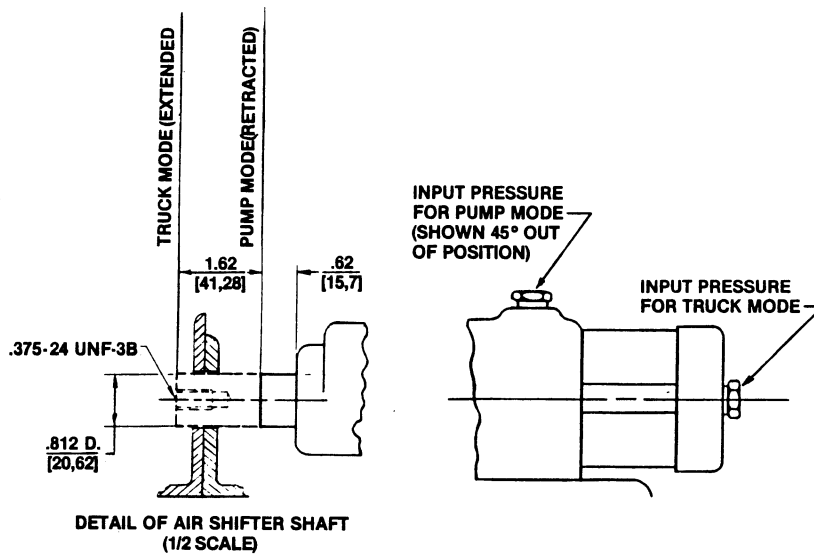 TRUCK MODE (EXTENDED
PUMP MODE(RETRACTED)
1.62
[41,28]
.62
[15,7]
.375-24 UNF-3B
.812 D.
[20,62]
DETAIL OF AIR SHIFTER SHAFT
(1/2 SCALE)
INPUT PRESSURE
FOR PUMP MODE
(SHOWN 45° OUT
OF POSITION)
INPUT PRESSURE
FOR TRUCK MODE